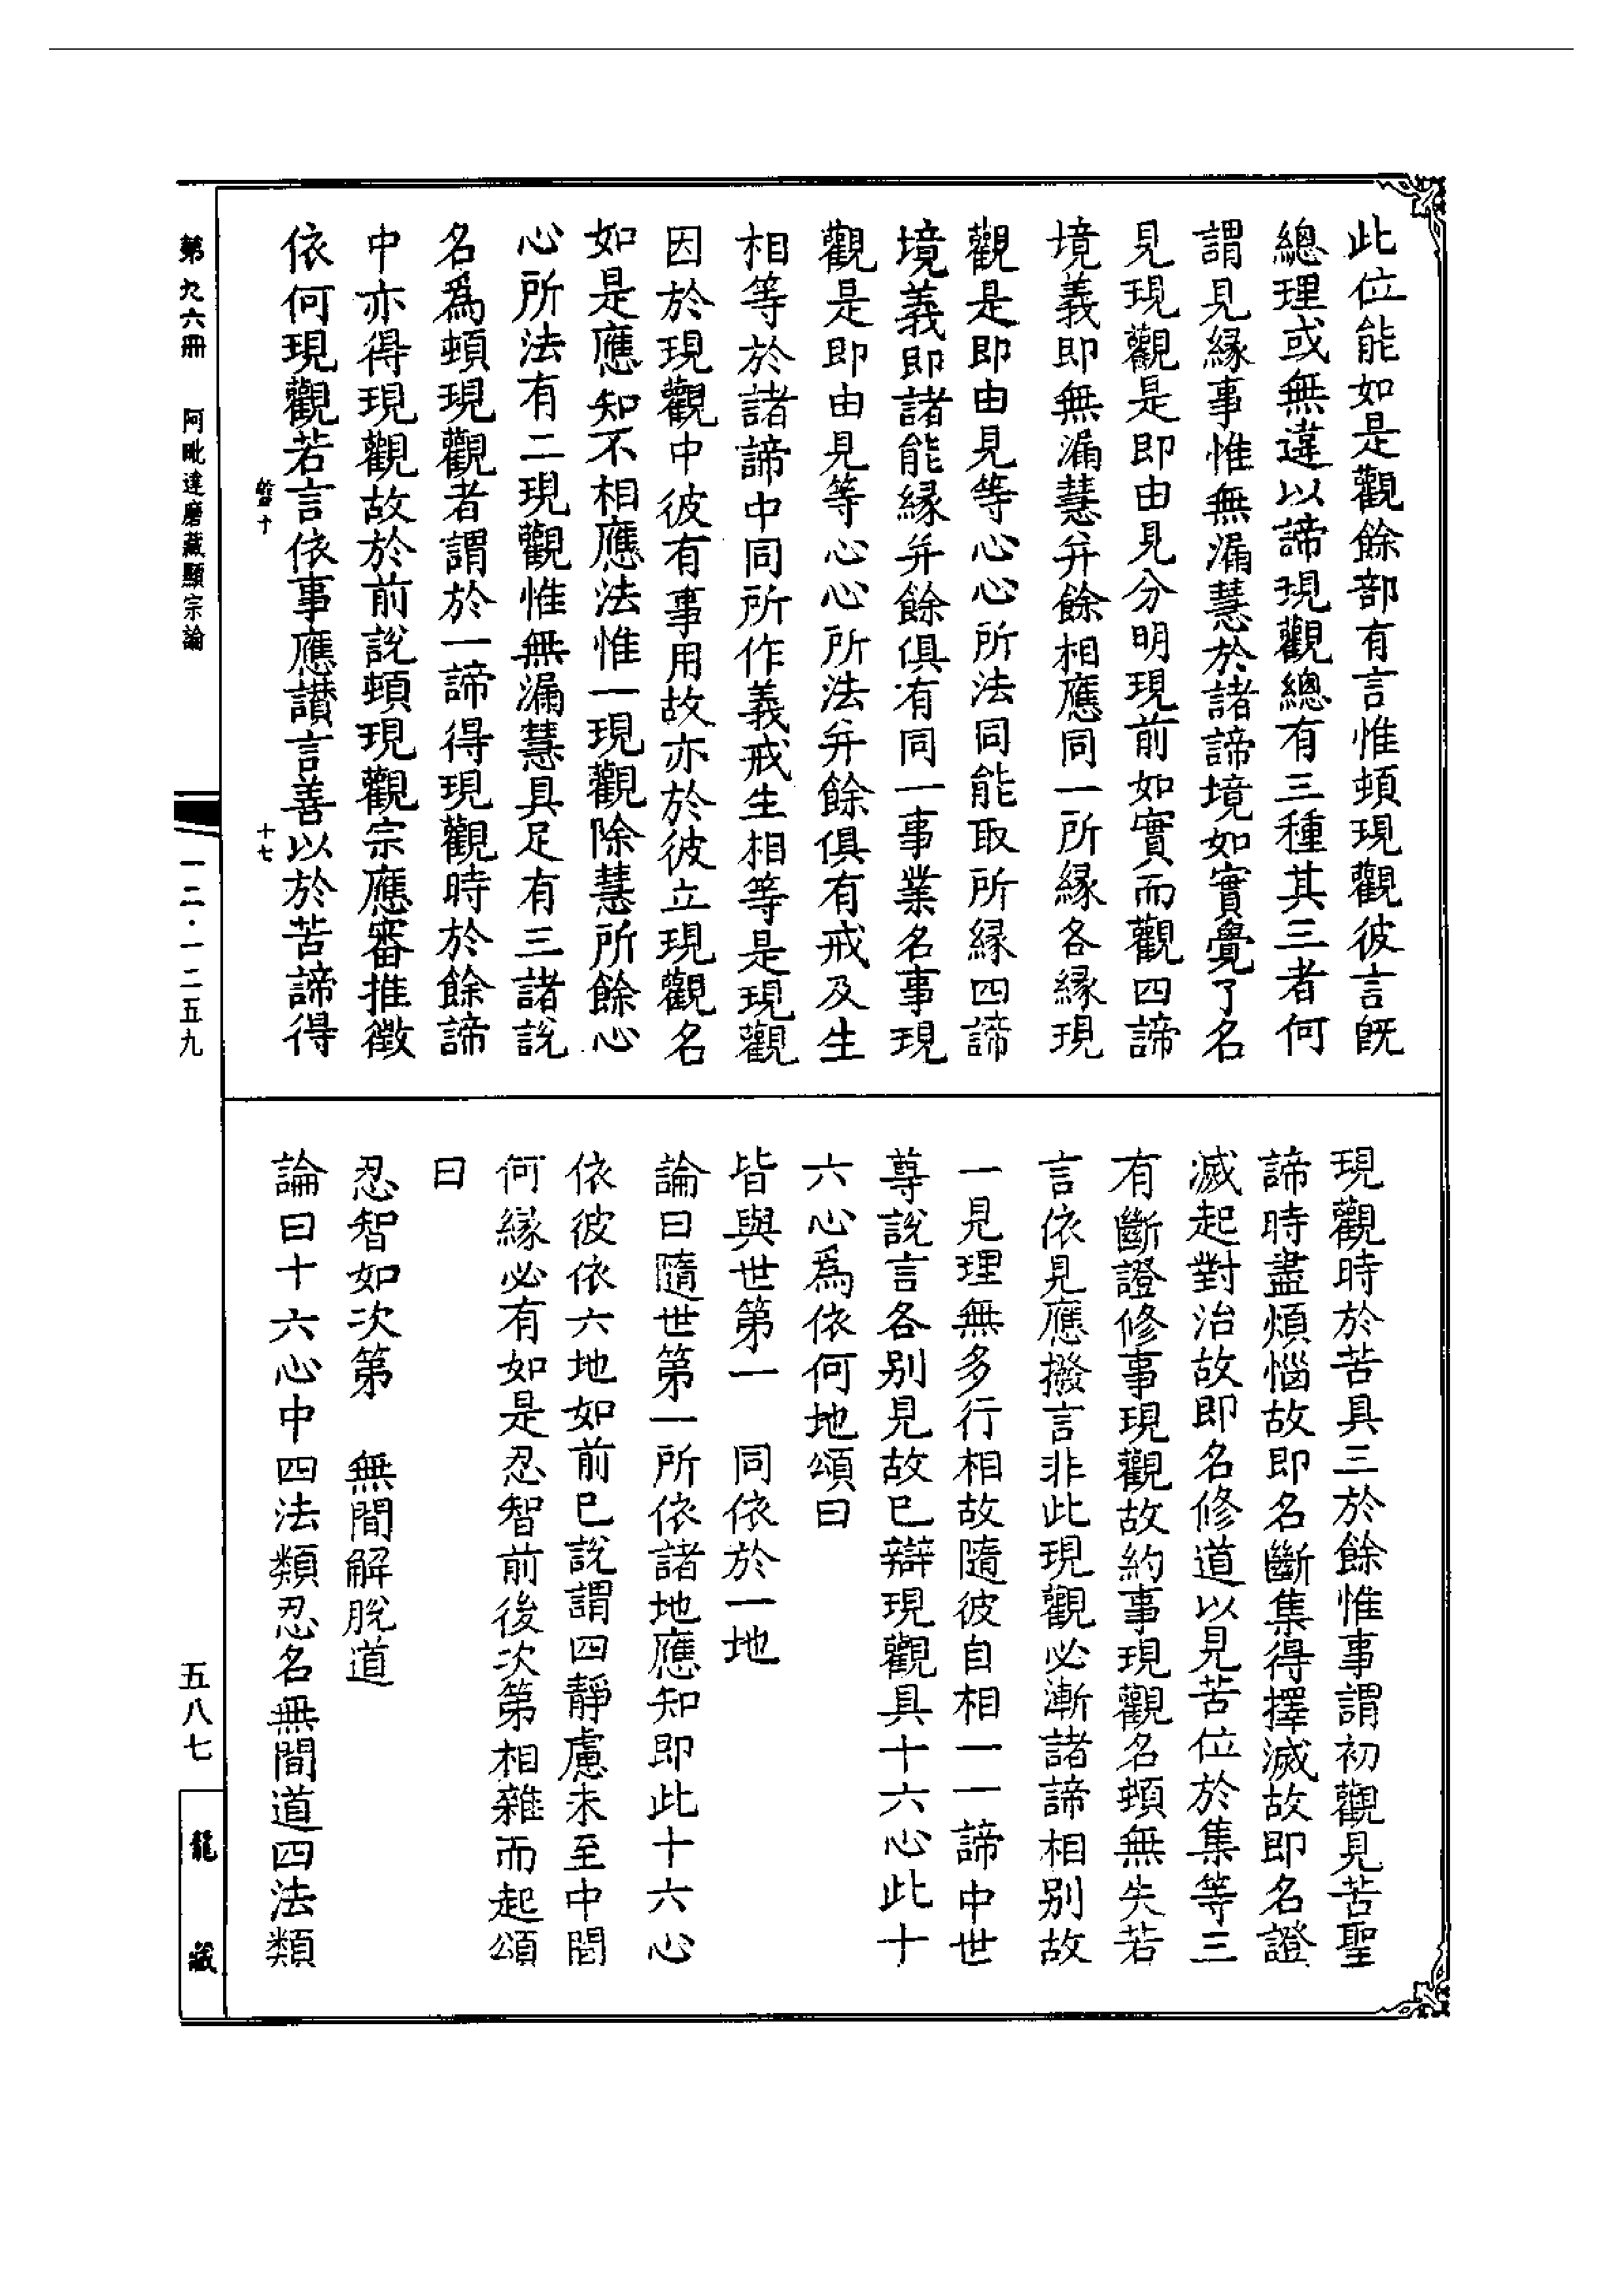 此位能如是觀餘部有言惟頓現觀彼言旣
總理或無違以諦現觀總有三種其三者何
謂見緣事惟無漏慧於諸諦境如實覺了名
見現觀是即由見分明現前如實而觀四諦
境義即無漏慧并餘相應同一所緣各緣現
觀是即由見等心心所法同能取所緣四諦
境義即諸能緣并餘俱有同一事業名事現
觀是即由見等心心所法并餘俱有戒及生
相等於諸諦中同所作義戒生相等是現觀
因於現觀中彼有事用故亦於彼立現觀名
如是應知不相應法惟一現觀除慧所餘心
心所法有二現觀惟無漏慧具足有三諸說
名爲頓現觀者謂於一諦得現觀時於餘諦
中亦得現觀故於前說頓現觀宗應審推徵
依何現觀若言依事應讃言善以於苦諦得
現觀時於苦具三於餘惟事謂初觀見苦聖
諦時盡煩惱故即名斷集得擇滅故即名證
滅起對治故即名修道以見苦位於集等三
有斷證修事現觀故約事現觀名頓無失若
言依見應撥言非此現觀必漸諸諦相別故
一見理無多行相故隨彼自相一一諦中世
尊說言各別見故已辯現觀具十六心此十
六心爲依何地頌曰
皆與世第一　同依於一地
論曰隨世第一所依諸地應知即此十六心
依彼依六地如前已說謂四靜慮未至中間
何緣必有如是忍智前後次第相雜而起頌
曰
忍智如次第　無間解脫道
論曰十六心中四法類忍名無間道四法類
十
十七
第九六冊　阿毗達磨藏顯宗論
一二·一二五九
五八七
龍藏